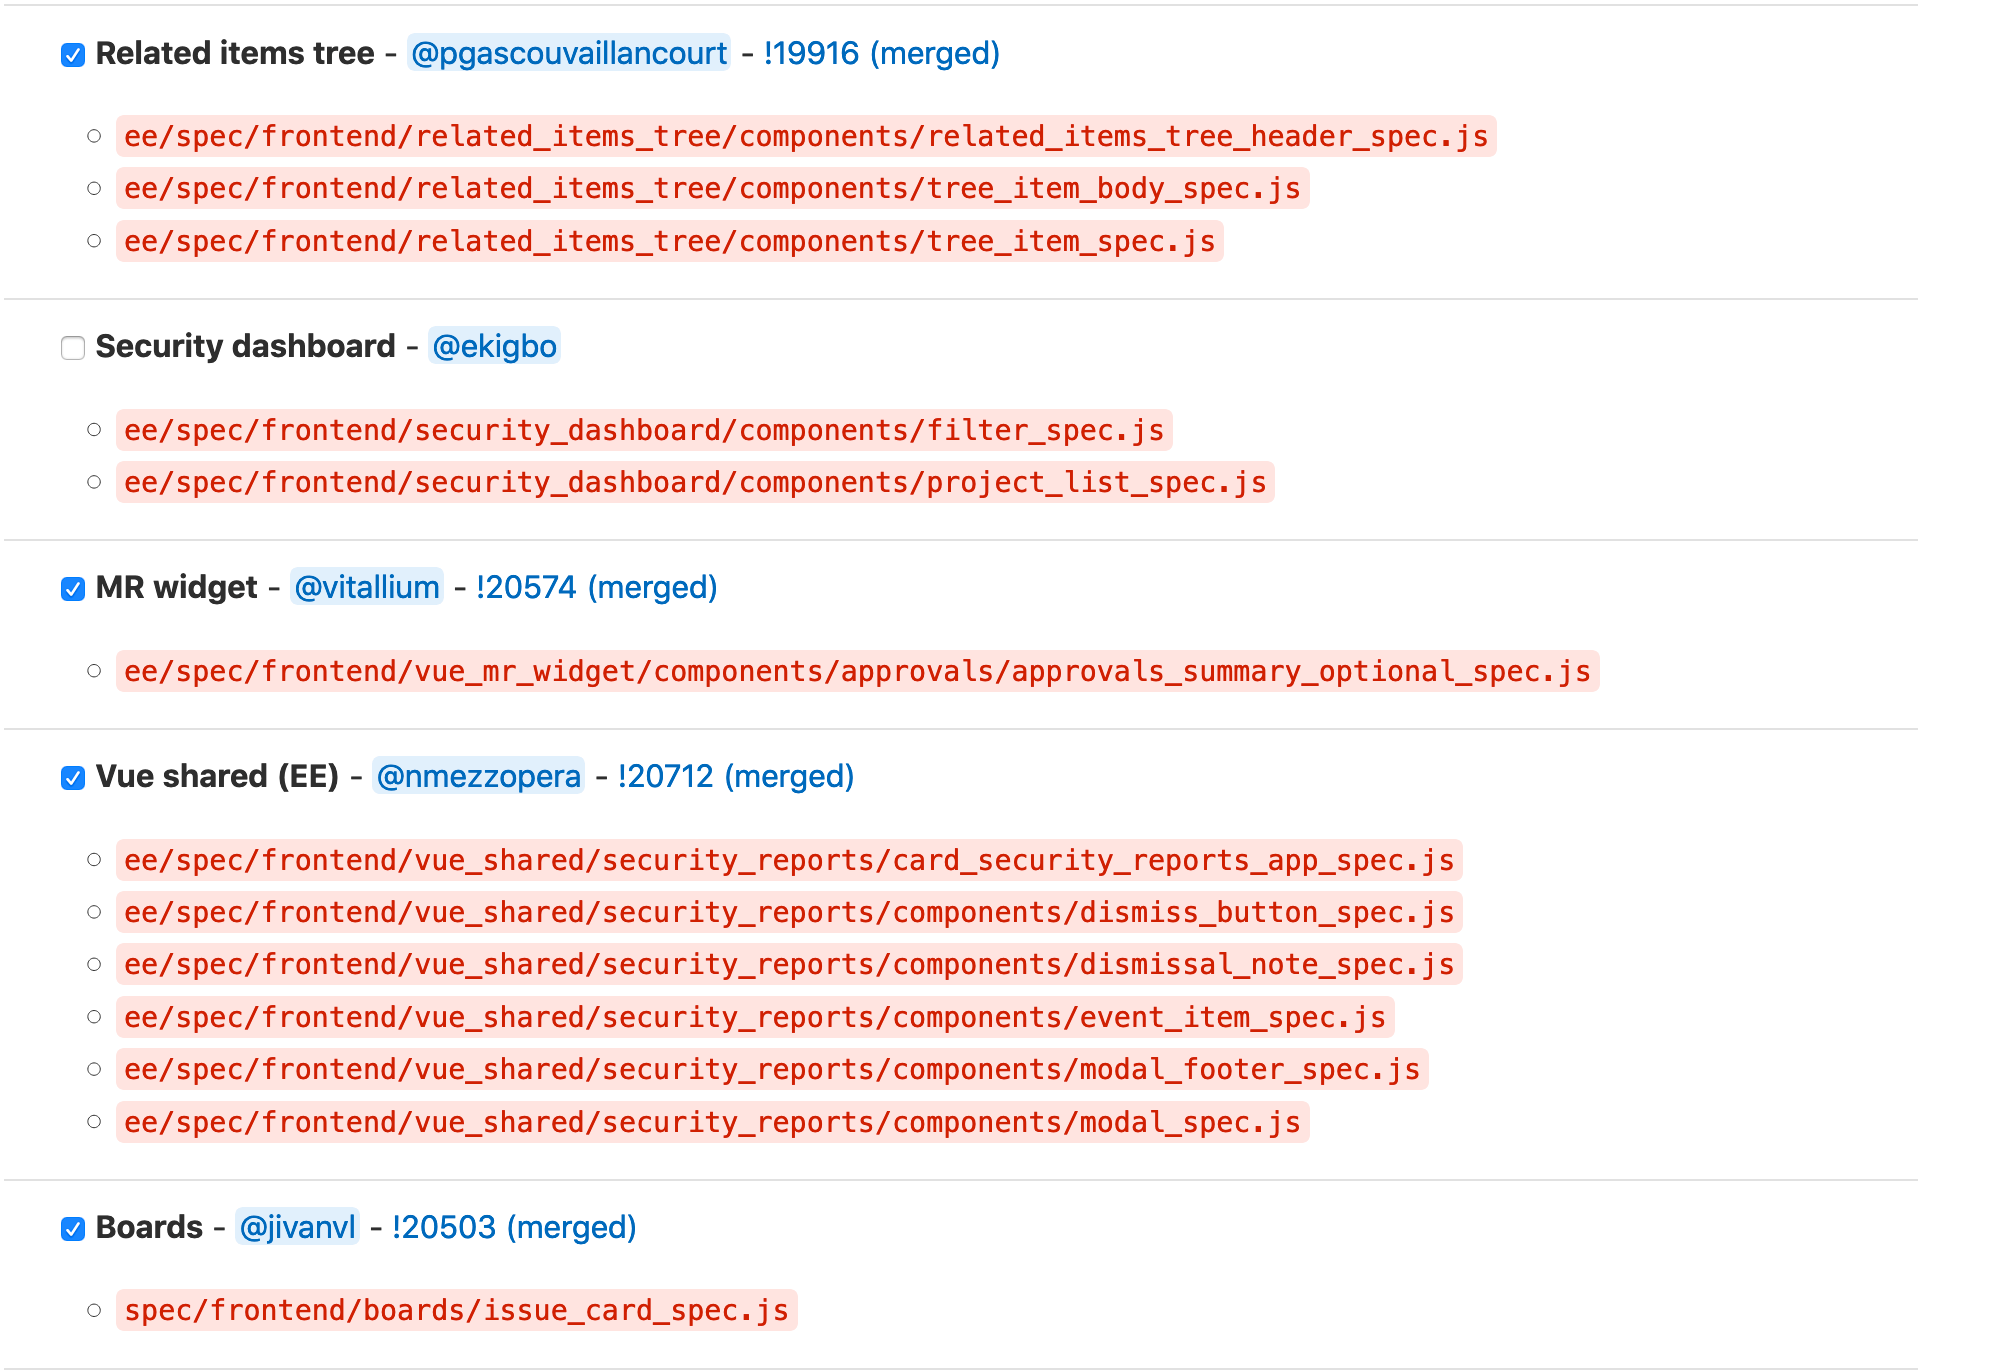 Related items tree - @pgascouvaillancourt - !19916 (merged)
ee/spec/frontend/related_items_tree/components/related_items_tree_header_spec.js
ee/spec/frontend/related_items_tree/components/tree_item_body_spec.js
ee/spec/frontend/related_items_tree/components/tree_item_spec.js
Security dashboard - @ekigbo
ee/spec/frontend/security_dashboard/components/filter_spec.js
ee/spec/frontend/security_dashboard/components/project_list_spec.js
MR widget - @vitallium - !20574 (merged)
ee/spec/frontend/vue_mr_widget/components/approvals/approvals_summary_optional_spec.js
Vue shared (EE) - @nmezzopera - !20712 (merged)
ee/spec/frontend/vue_shared/security_reports/card_security_reports_app_spec.js
ee/spec/frontend/vue_shared/security_reports/components/dismiss_button_spec.js
ee/spec/frontend/vue_shared/security_reports/components/dismissal_note_spec.js
ee/spec/frontend/vue_shared/security_reports/components/event_item_spec.js
ee/spec/frontend/vue_shared/security_reports/components/modal_footer_spec.js
ee/spec/frontend/vue_shared/security_reports/components/modal_spec.js
Boards - @jivanvl - !20503 (merged)
spec/frontend/boards/issue_card_spec.js